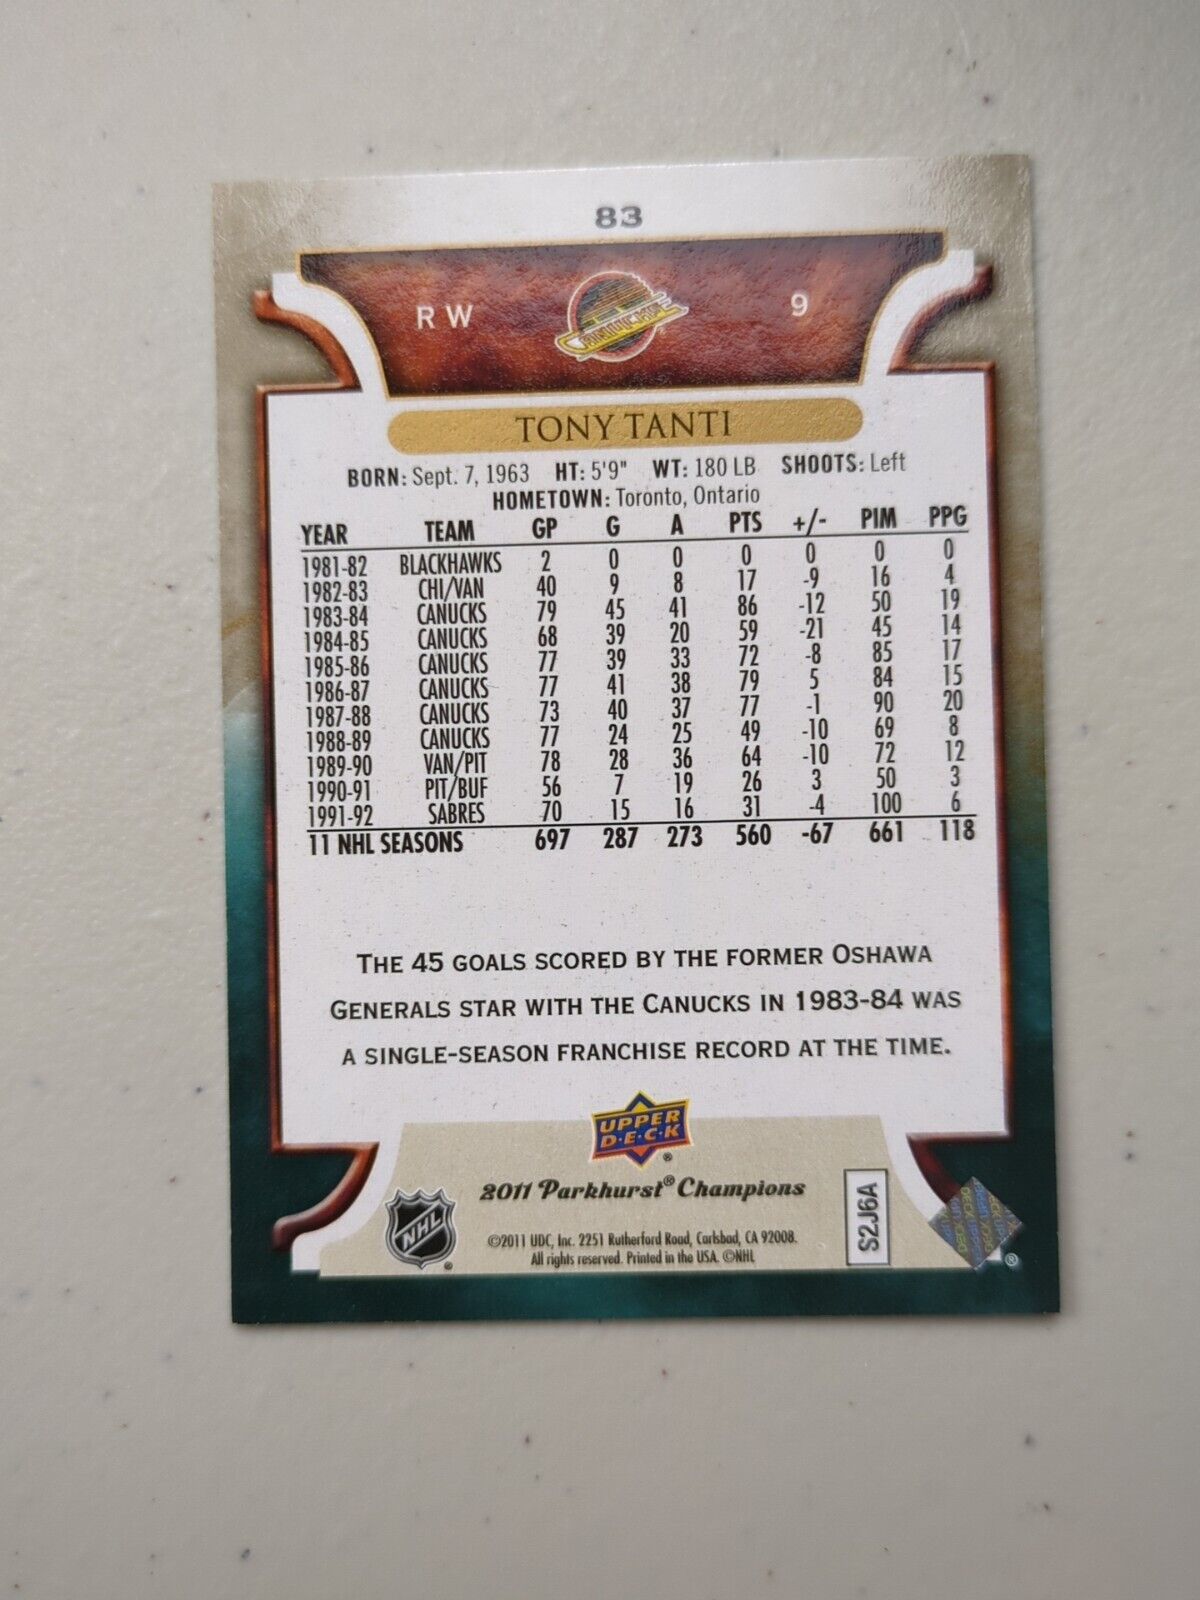 83
RW 9
CANUCKS
TONY TANTI
BORN: Sept. 7, 1963 HT: 5'9" WT: 180 LB SHOOTS: Left
HOMETOWN: Toronto, Ontario
YEAR TEAM GP G A PTS +/- PIM PPG
1981-82 BLACKHAWKS 2 0 0 0 0 0 0
1982-83 CHI/VAN 40 9 8 17 -9 16 4
1983-84 CANUCKS 79 45 41 86 -12 50 19
1984-85 CANUCKS 68 39 20 59 -21 45 14
1985-86 CANUCKS 77 39 33 72 -8 85 17
1986-87 CANUCKS 77 41 38 79 5 84 15
1987-88 CANUCKS 73 40 37 77 -1 90 20
1988-89 CANUCKS 77 24 25 49 -10 69 8
1989-90 VAN/PIT 78 28 36 64 -10 72 12
1990-91 PIT/BUF 56 7 19 26 3 50 3
1991-92 SABRES 70 15 16 31 -4 100 6
11 NHL SEASONS 697 287 273 560 -67 661 118
THE 45 GOALS SCORED BY THE FORMER OSHAWA
GENERALS STAR WITH THE CANUCKS IN 1983-84 WAS
A SINGLE-SEASON FRANCHISE RECORD AT THE TIME.
UPPER
D·E·C·K
®
2011 Parkhurst® Champions
NHL
®
©2011 UDC, Inc. 2251 Rutherford Road, Carlsbad, CA 92008.
All rights reserved. Printed in the USA. ©NHL
S2J6A
®